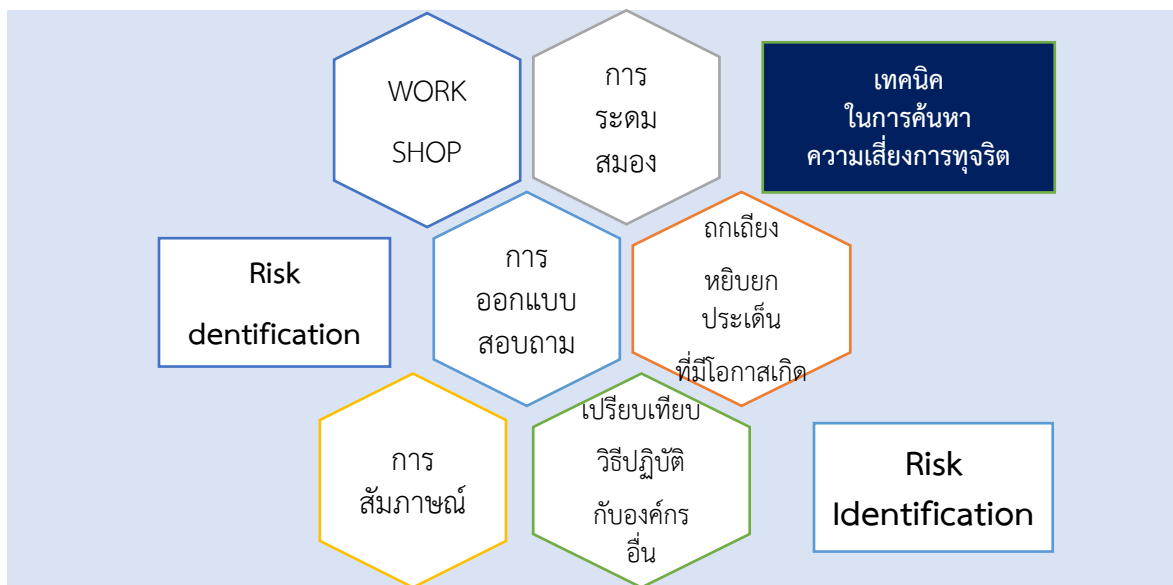 WORK
SHOP
การ
ระดม
สมอง
เทคนิค
ในการค้นหา
ความเสี่ยงการทุจริต
Risk
dentification
การ
ออกแบบ
สอบถาม
ถกเถียง
หยิบยก
ประเด็น
ที่มีโอกาสเกิด
การ
สัมภาษณ์
เปรียบเทียบ
วิธีปฏิบัติ
กับองค์กร
อื่น
Risk
Identification